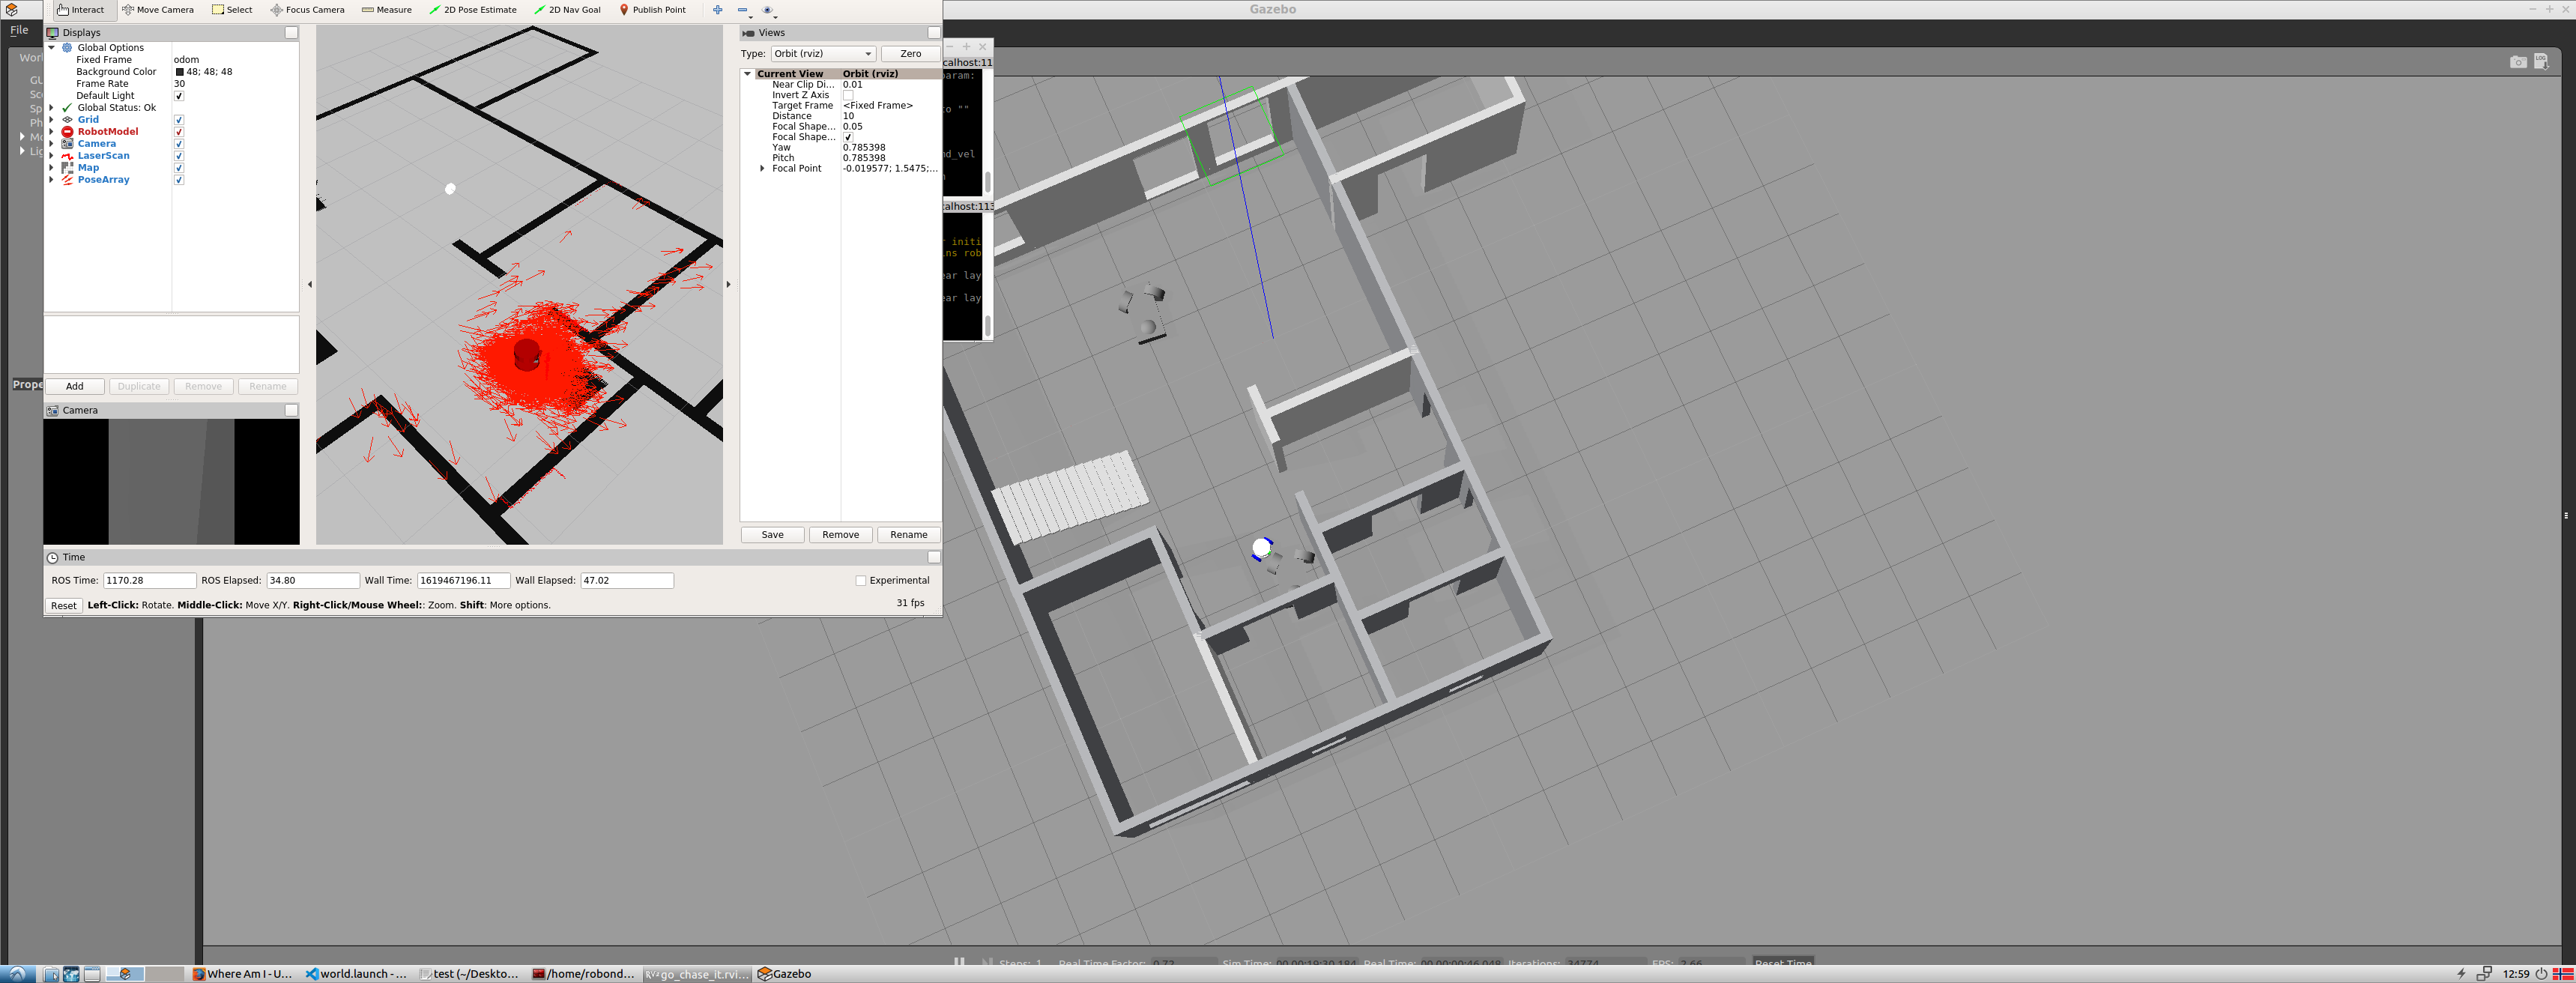 Gazebo
File
Interact Move Camera Select Focus Camera Measure 2D Pose Estimate 2D Nav Goal Publish Point
Displays
Global Options
Fixed Frame odom
Background Color 48; 48; 48
Frame Rate 30
Default Light
Global Status: Ok
Grid
RobotModel
Camera
LaserScan
Map
PoseArray
Add Duplicate Remove Rename
Camera
Views
Type: Orbit (rviz) Zero
Current View Orbit (rviz)
Near Clip Di... 0.01
Invert Z Axis
Target Frame <Fixed Frame>
Distance 10
Focal Shape... 0.05
Focal Shape...
Yaw 0.785398
Pitch 0.785398
Focal Point -0.019577; 1.5475;...
Save Remove Rename
calhost:11
param:
to ""
nd_vel
calhost:113
r initi
ins rob
ear lay
ear lay
Prope
Time
ROS Time: 1170.28 ROS Elapsed: 34.80 Wall Time: 1619467196.11 Wall Elapsed: 47.02 Experimental
Reset Left-Click: Rotate. Middle-Click: Move X/Y. Right-Click/Mouse Wheel:: Zoom. Shift: More options. 31 fps
Steps: 1 Real Time Factor: 0.72 Sim Time: 00 00:19:30.184 Real Time: 00 00:00:46.048 Iterations: 34774 FPS: 2.66 Reset Time
Where Am I - U... world.launch - ... test (~/Deskto... /home/robond... go_chase_it.rvi... Gazebo 12:59